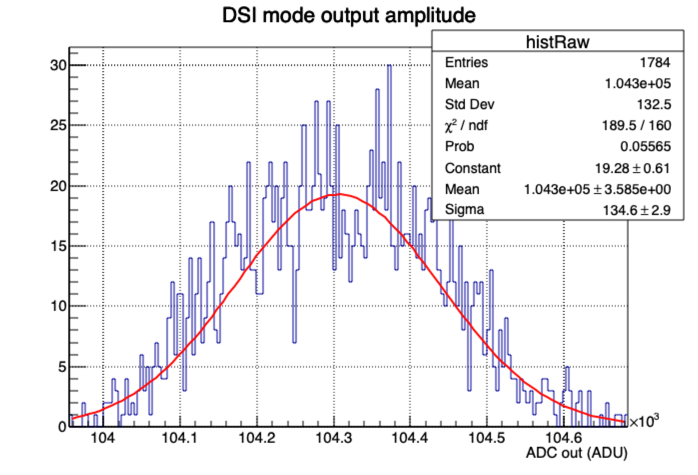 DSI mode output amplitude
histRaw
Entries 1784
Mean 1.043e+05
Std Dev 132.5
χ² / ndf 189.5 / 160
Prob 0.05565
Constant 19.28 ± 0.61
Mean 1.043e+05 ± 3.585e+00
Sigma 134.6 ± 2.9
30
25
20
15
10
5
0
104 104.1 104.2 104.3 104.4 104.5 104.6 ×10³
ADC out (ADU)